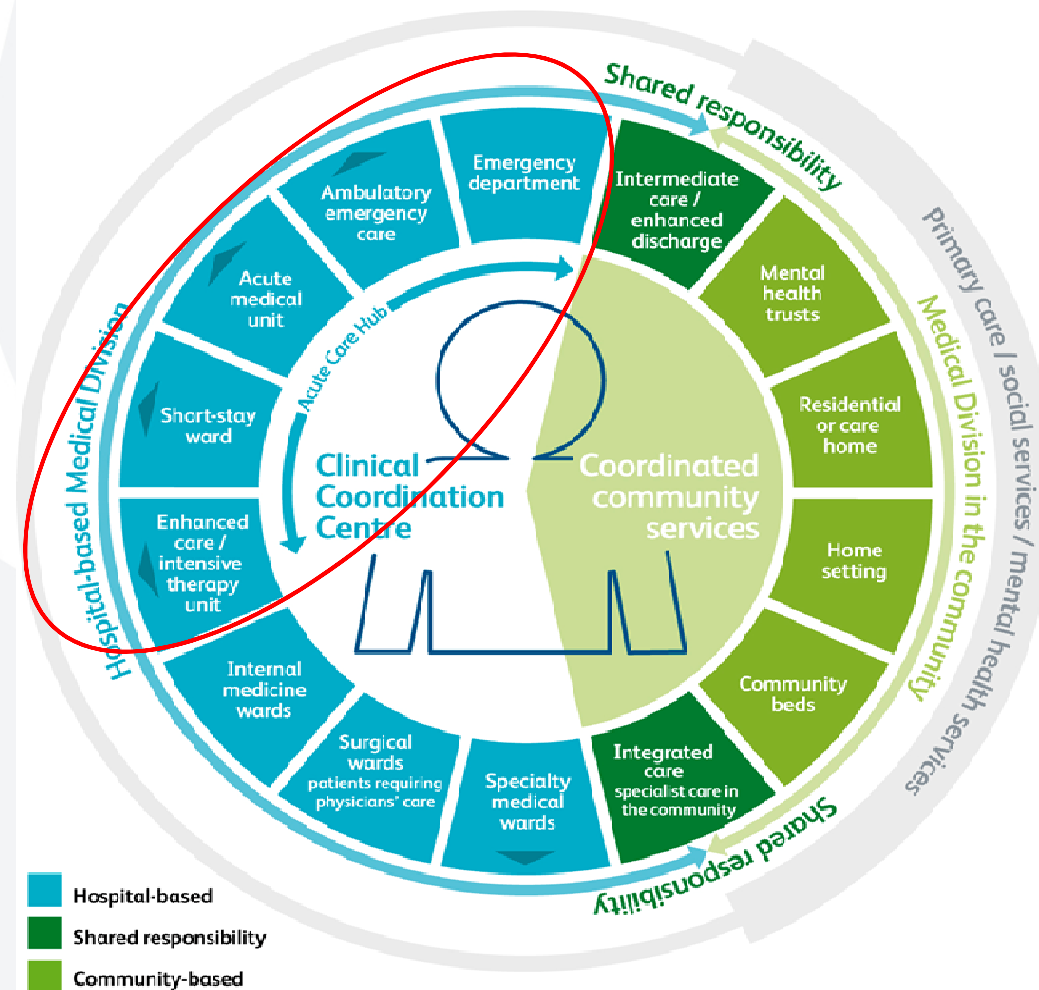 Shared responsibility
Primary care / social services / mental health services
Medical Division in the community
Hospital-based Medical Division
Emergency
department
Intermediate
care /
enhanced
discharge
Mental
health
trusts
Residential
or care
home
Home
setting
Community
beds
Integrated
care
specialist care in
the community
Specialty
medical
wards
Surgical
wards
patients requiring
physicians' care
Internal
medicine
wards
Enhanced
care /
intensive
therapy
unit
Short-stay
ward
Acute
medical
unit
Ambulatory
emergency
care
Acute Care Hub
Clinical
Coordination
Centre
Coordinated
community
services
Shared responsibility
Hospital-based
Shared responsibility
Community-based